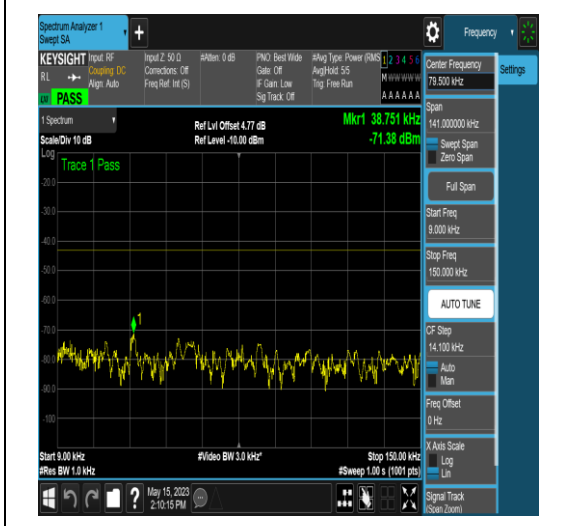 Spectrum Analyzer 1
Swept SA
+
Frequency
KEYSIGHT
RL
PASS
Input: RF
Coupling: DC
Align: Auto
Input Z: 50 Ω
Corrections: Off
Freq Ref: Int (S)
#Atten: 0 dB
PNO: Best Wide
Gate: Off
IF Gain: Low
Sig Track: Off
#Avg Type: Power (RMS
Avg|Hold: 5/5
Trig: Free Run
1 2 3 4 5 6
M W W W W W
A A A A A A
1 Spectrum
Scale/Div 10 dB
Ref Lvl Offset 4.77 dB
Ref Level -10.00 dBm
Mkr1 38.751 kHz
-71.38 dBm
Log
Trace 1 Pass
-20.0
-30.0
-40.0
-50.0
-60.0
-70.0
-80.0
-90.0
-100
1
Start 9.00 kHz
#Res BW 1.0 kHz
#Video BW 3.0 kHz*
Stop 150.00 kHz
#Sweep 1.00 s (1001 pts)
?
May 15, 2023
2:10:15 PM
Center Frequency
79.500 kHz
Settings
Span
141.000000 kHz
Swept Span
Zero Span
Full Span
Start Freq
9.000 kHz
Stop Freq
150.000 kHz
AUTO TUNE
CF Step
14.100 kHz
Auto
Man
Freq Offset
0 Hz
X Axis Scale
Log
Lin
Signal Track
(Span Zoom)